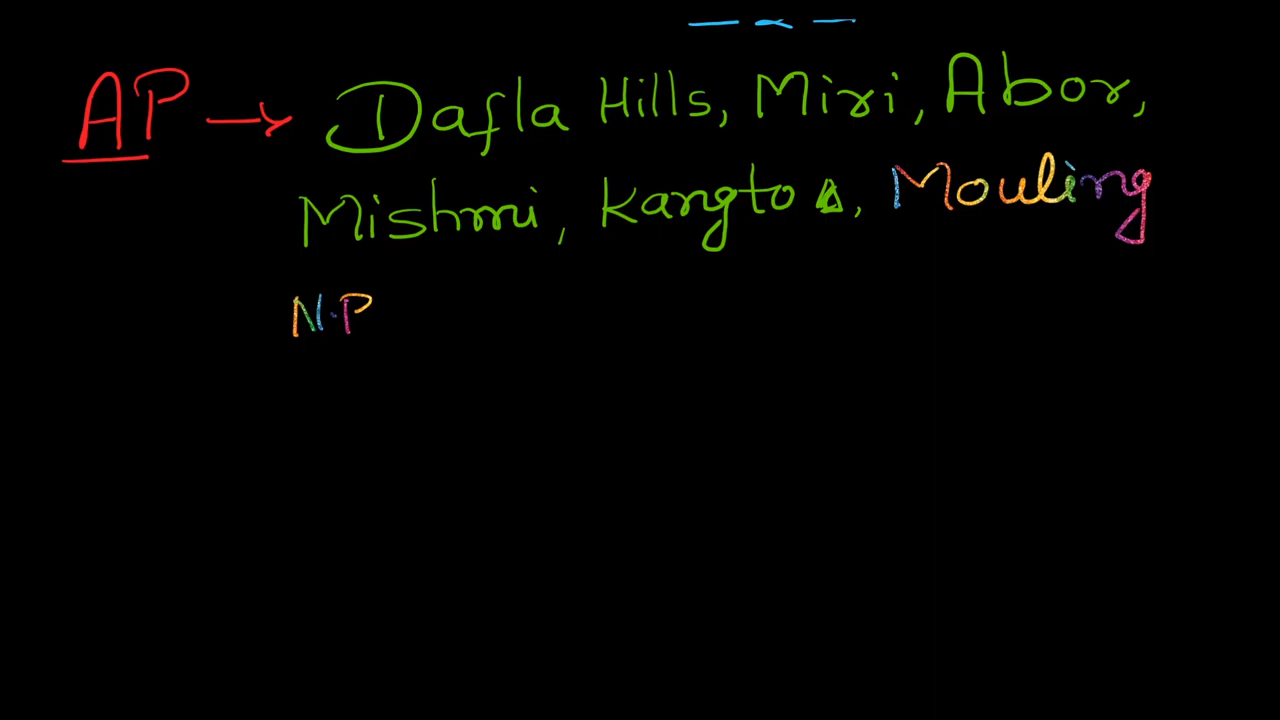 AP → Dafla Hills, Miri, Abor,
Mishmi, Kangto △, Mouling
N.P